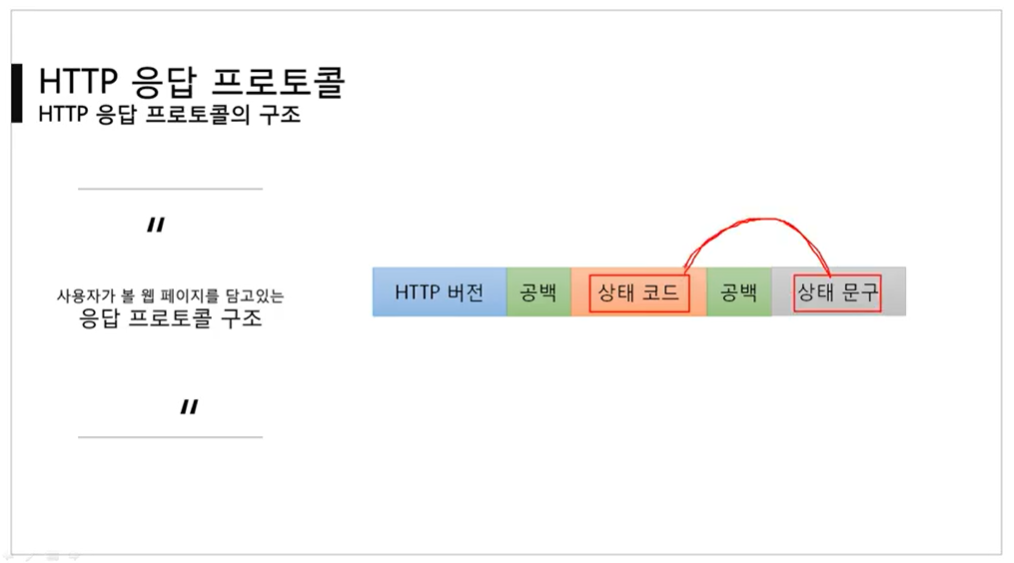 HTTP 응답 프로토콜
HTTP 응답 프로토콜의 구조
"
사용자가 볼 웹 페이지를 담고있는
응답 프로토콜 구조
"
HTTP 버전 공백 상태 코드 공백 상태 문구